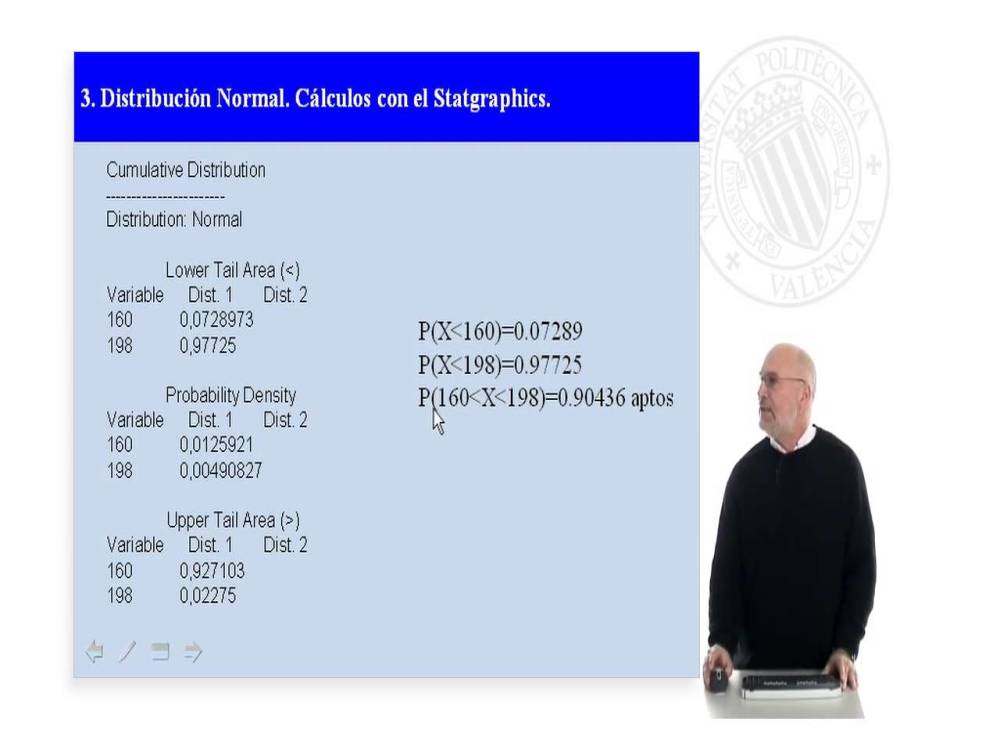 3. Distribución Normal. Cálculos con el Statgraphics.
Cumulative Distribution
-----------------------
Distribution: Normal
Lower Tail Area (<)
Variable Dist. 1 Dist. 2
160 0,0728973
198 0,97725
Probability Density
Variable Dist. 1 Dist. 2
160 0,0125921
198 0,00490827
Upper Tail Area (>)
Variable Dist. 1 Dist. 2
160 0,927103
198 0,02275
P(X<160)=0.07289
P(X<198)=0.97725
P(160<X<198)=0.90436 aptos
UNIVERSITAT POLITÈCNICA
VALÈNCIA